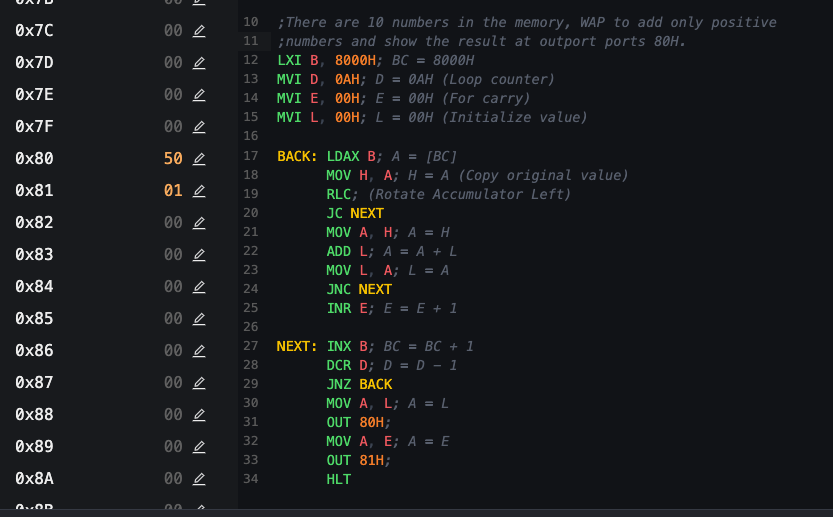 0x7B 00
0x7C 00
0x7D 00
0x7E 00
0x7F 00
0x80 50
0x81 01
0x82 00
0x83 00
0x84 00
0x85 00
0x86 00
0x87 00
0x88 00
0x89 00
0x8A 00
0x8B 00
10 ;There are 10 numbers in the memory, WAP to add only positive
11 ;numbers and show the result at outport ports 80H.
12 LXI B, 8000H; BC = 8000H
13 MVI D, 0AH; D = 0AH (Loop counter)
14 MVI E, 00H; E = 00H (For carry)
15 MVI L, 00H; L = 00H (Initialize value)
16
17 BACK: LDAX B; A = [BC]
18 MOV H, A; H = A (Copy original value)
19 RLC; (Rotate Accumulator Left)
20 JC NEXT
21 MOV A, H; A = H
22 ADD L; A = A + L
23 MOV L, A; L = A
24 JNC NEXT
25 INR E; E = E + 1
26
27 NEXT: INX B; BC = BC + 1
28 DCR D; D = D - 1
29 JNZ BACK
30 MOV A, L; A = L
31 OUT 80H;
32 MOV A, E; A = E
33 OUT 81H;
34 HLT